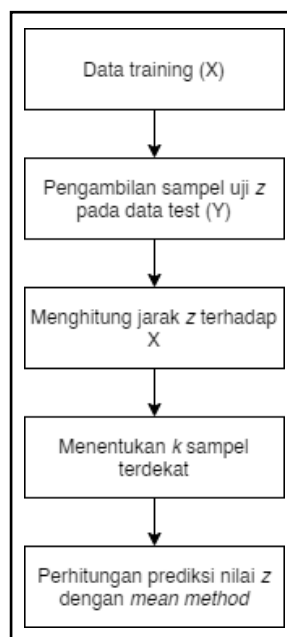 Data training (X)
Pengambilan sampel uji z
pada data test (Y)
Menghitung jarak z terhadap
X
Menentukan k sampel
terdekat
Perhitungan prediksi nilai z
dengan mean method